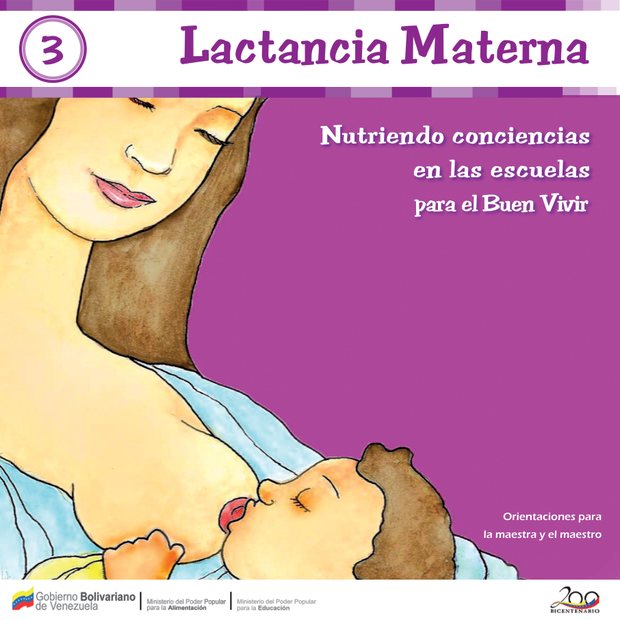 3
Lactancia Materna
Nutriendo conciencias
en las escuelas
para el Buen Vivir
Orientaciones para
la maestra y el maestro
Gobierno Bolivariano
de Venezuela
Ministerio del Poder Popular
para la Alimentación
Ministerio del Poder Popular
para la Educación
200
BICENTENARIO